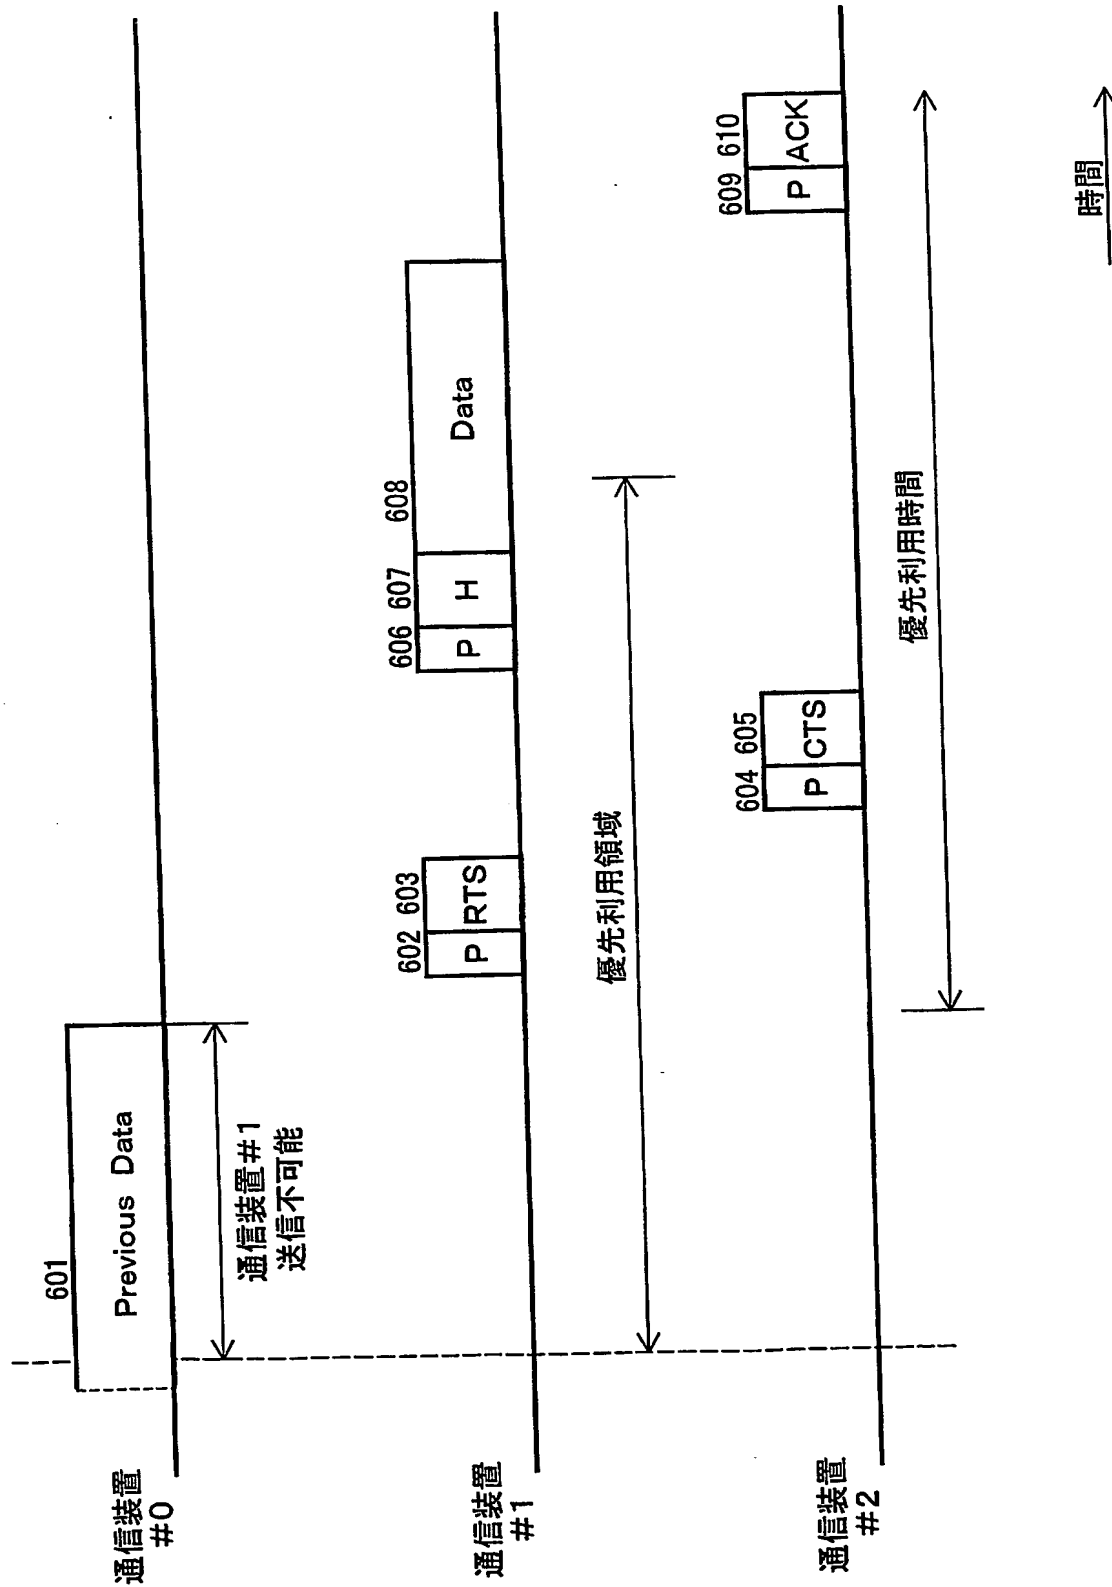 601
Previous Data
通信装置
#0
通信装置#1
送信不可能
602 603
P RTS
606 607 608
P H Data
通信装置
#1
優先利用領域
604 605
P CTS
609 610
P ACK
通信装置
#2
優先利用時間
時間